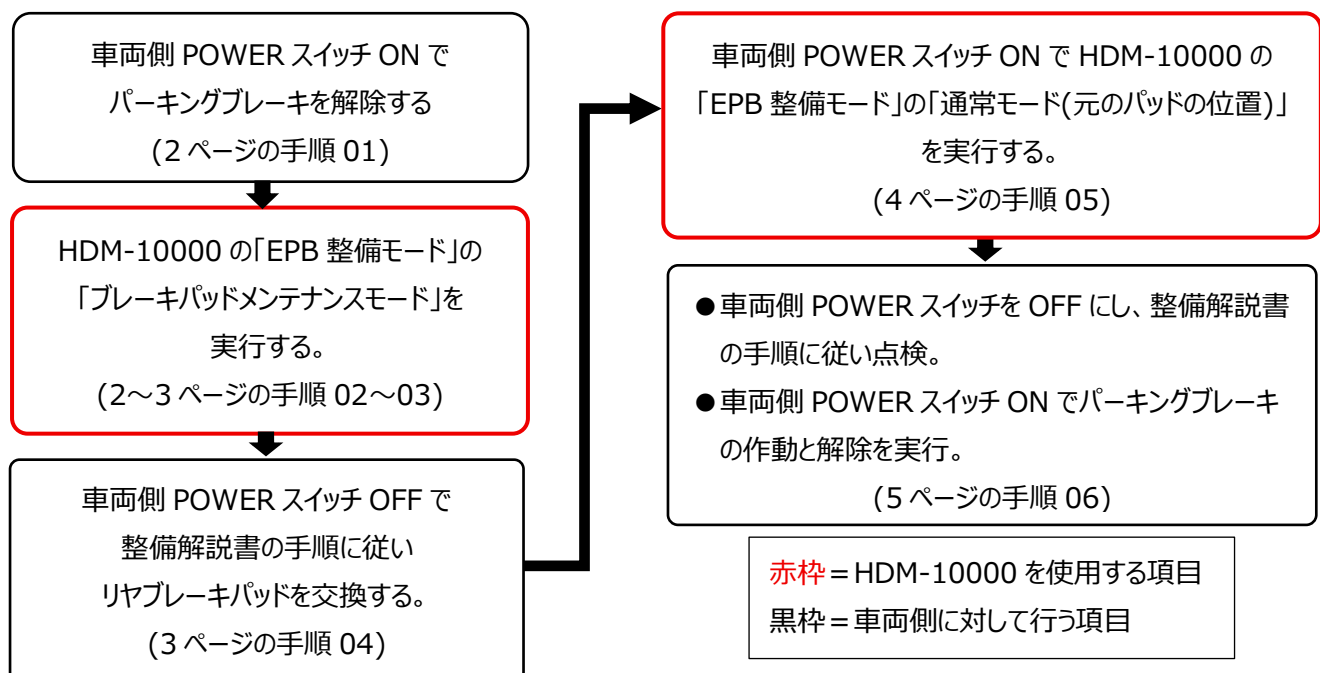 車両側 POWER スイッチ ON で
パーキングブレーキを解除する
(2 ページの手順 01)
HDM-10000 の「EPB 整備モード」の
「ブレーキパッドメンテナンスモード」を
実行する。
(2～3 ページの手順 02～03)
車両側 POWER スイッチ OFF で
整備解説書の手順に従い
リヤブレーキパッドを交換する。
(3 ページの手順 04)
車両側 POWER スイッチ ON で HDM-10000 の
「EPB 整備モード」の「通常モード(元のパッドの位置)」
を実行する。
(4 ページの手順 05)
●車両側 POWER スイッチを OFF にし、整備解説書
の手順に従い点検。
●車両側 POWER スイッチ ON でパーキングブレーキ
の作動と解除を実行。
(5 ページの手順 06)
赤枠＝HDM-10000 を使用する項目
黒枠＝車両側に対して行う項目